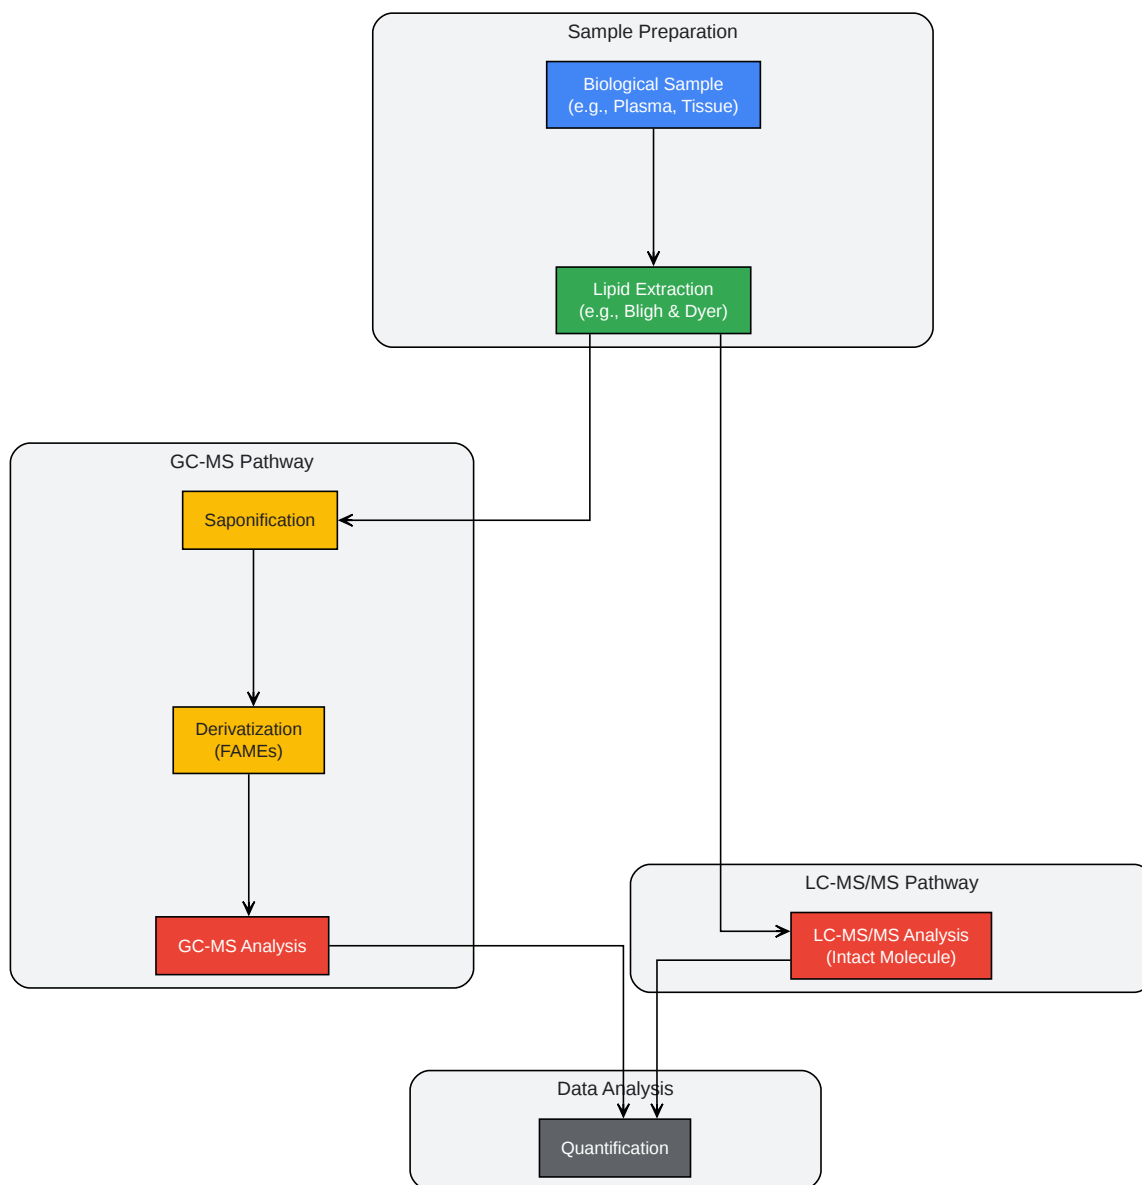 Sample Preparation
Biological Sample
(e.g., Plasma, Tissue)
Lipid Extraction
(e.g., Bligh & Dyer)
GC-MS Pathway
Saponification
Derivatization
(FAMEs)
GC-MS Analysis
LC-MS/MS Pathway
LC-MS/MS Analysis
(Intact Molecule)
Data Analysis
Quantification